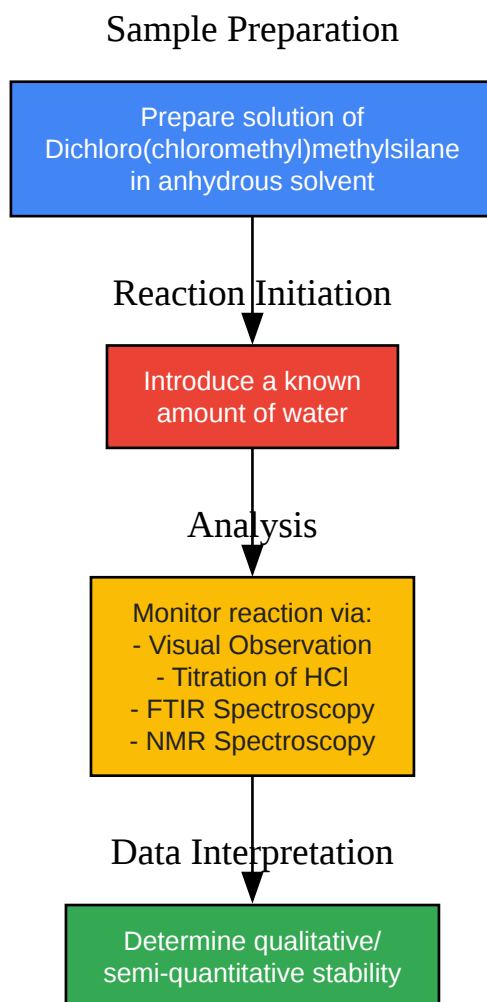 Sample Preparation
Prepare solution of
Dichloro(chloromethyl)methylsilane
in anhydrous solvent
Reaction Initiation
Introduce a known
amount of water
Analysis
Monitor reaction via:
- Visual Observation
- Titration of HCl
- FTIR Spectroscopy
- NMR Spectroscopy
Data Interpretation
Determine qualitative/
semi-quantitative stability